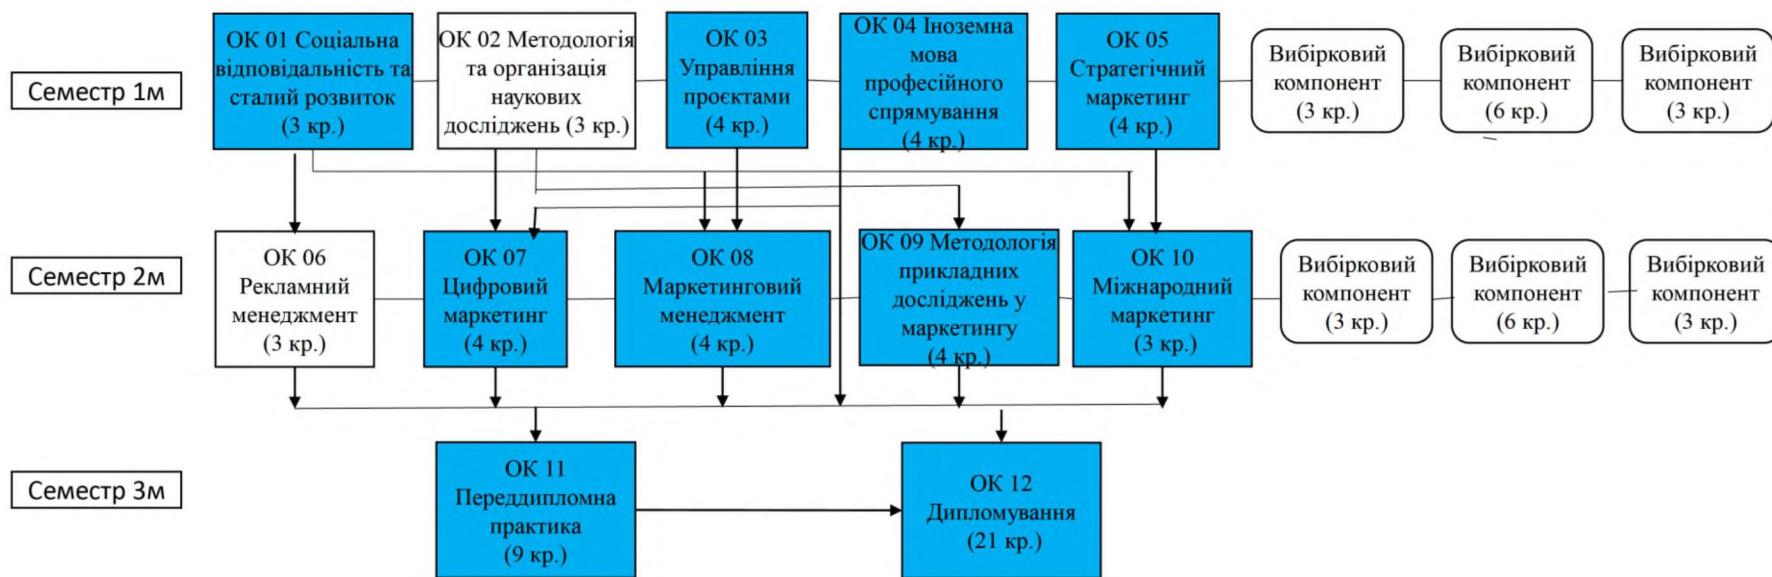 Семестр 1м
ОК 01 Соціальна
відповідальність та
сталий розвиток
(3 кр.)
ОК 02 Методологія
та організація
наукових
досліджень (3 кр.)
ОК 03
Управління
проєктами
(4 кр.)
ОК 04 Іноземна
мова
професійного
спрямування
(4 кр.)
ОК 05
Стратегічний
маркетинг
(4 кр.)
Вибірковий
компонент
(3 кр.)
Вибірковий
компонент
(6 кр.)
Вибірковий
компонент
(3 кр.)
Семестр 2м
ОК 06
Рекламний
менеджмент
(3 кр.)
ОК 07
Цифровий
маркетинг
(4 кр.)
ОК 08
Маркетинговий
менеджмент
(4 кр.)
ОК 09 Методологія
прикладних
досліджень у
маркетингу
(4 кр.)
ОК 10
Міжнародний
маркетинг
(3 кр.)
Вибірковий
компонент
(3 кр.)
Вибірковий
компонент
(6 кр.)
Вибірковий
компонент
(3 кр.)
Семестр 3м
ОК 11
Переддипломна
практика
(9 кр.)
ОК 12
Дипломування
(21 кр.)